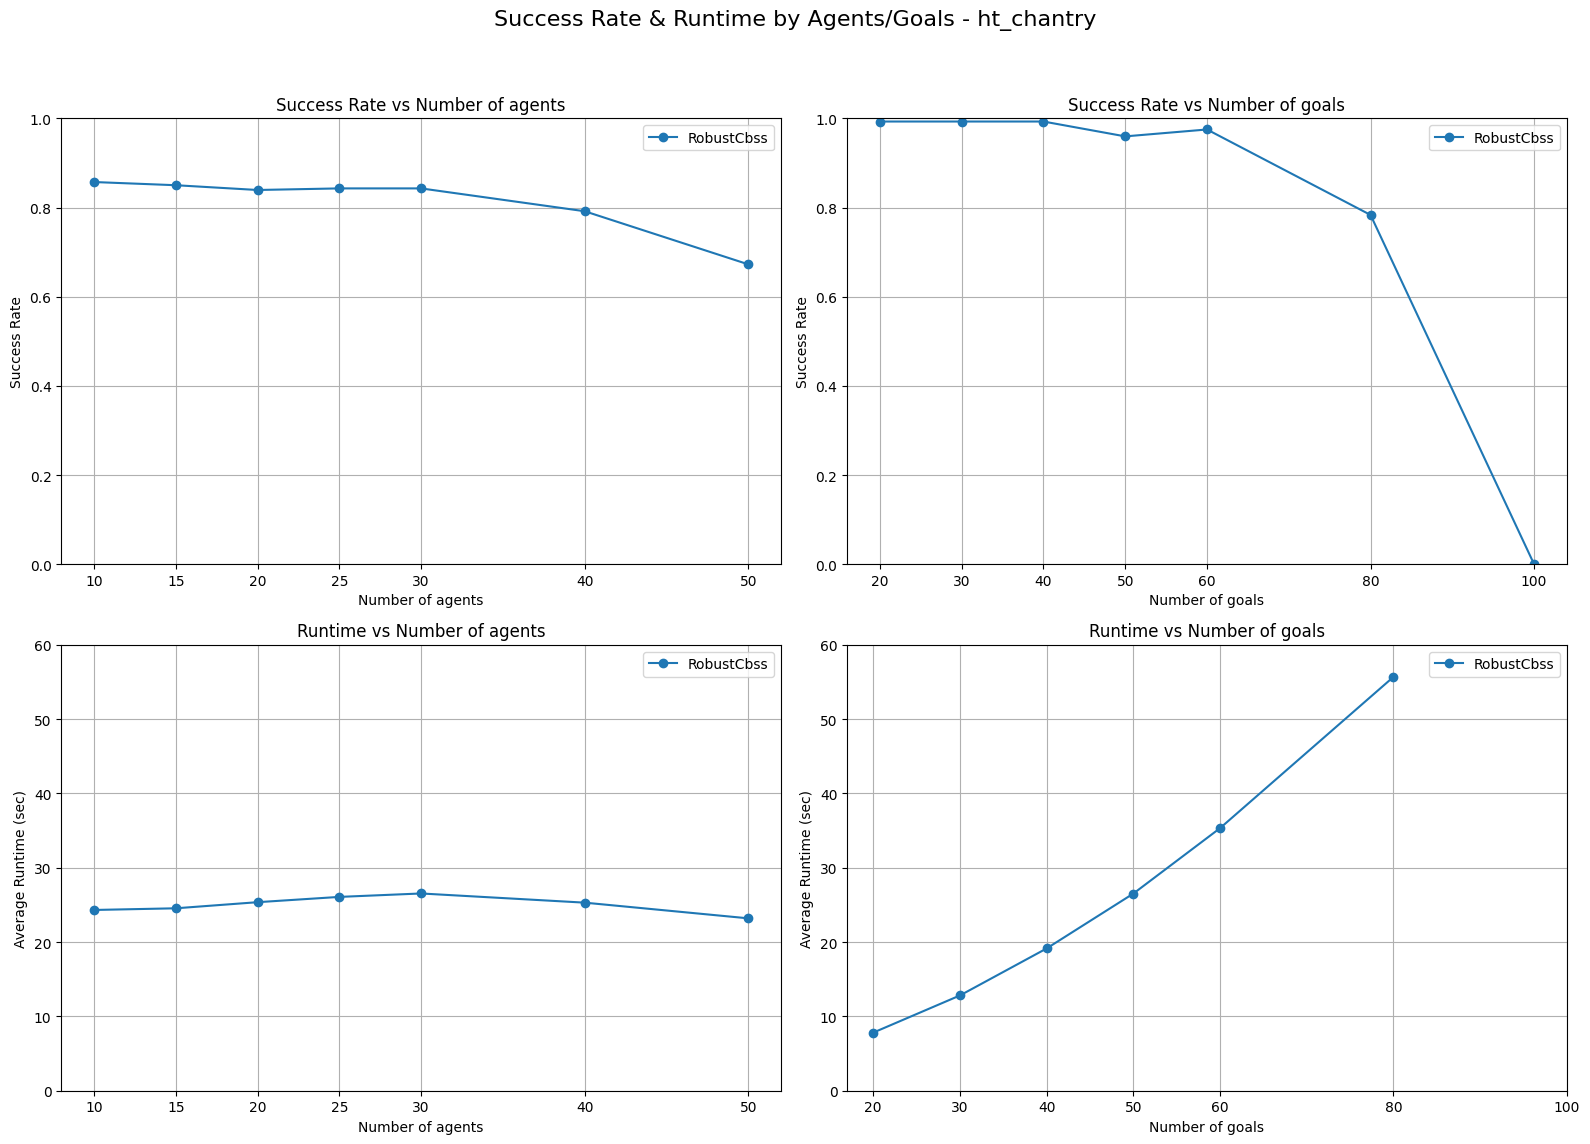 Success Rate & Runtime by Agents/Goals - ht_chantry
Success Rate vs Number of agents
1.0
0.8
0.6
0.4
0.2
0.0
Success Rate
RobustCbss
10 15 20 25 30 40 50
Number of agents
Success Rate vs Number of goals
1.0
0.8
0.6
0.4
0.2
0.0
Success Rate
RobustCbss
20 30 40 50 60 80 100
Number of goals
Runtime vs Number of agents
60
50
40
30
20
10
0
Average Runtime (sec)
RobustCbss
10 15 20 25 30 40 50
Number of agents
Runtime vs Number of goals
60
50
40
30
20
10
0
Average Runtime (sec)
RobustCbss
20 30 40 50 60 80 100
Number of goals